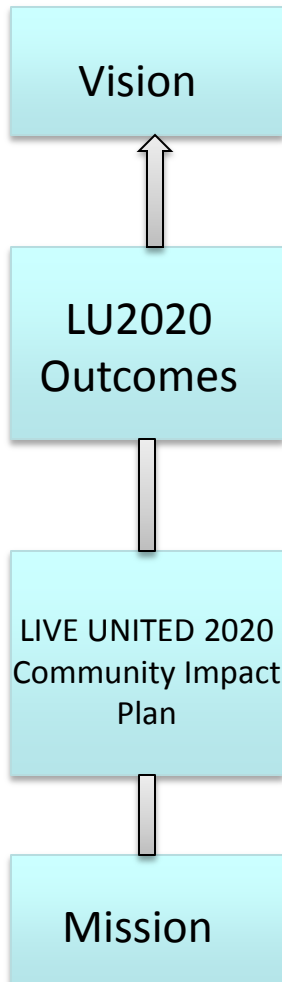 Vision
LU2020
Outcomes
LIVE UNITED 2020
Community Impact
Plan
Mission